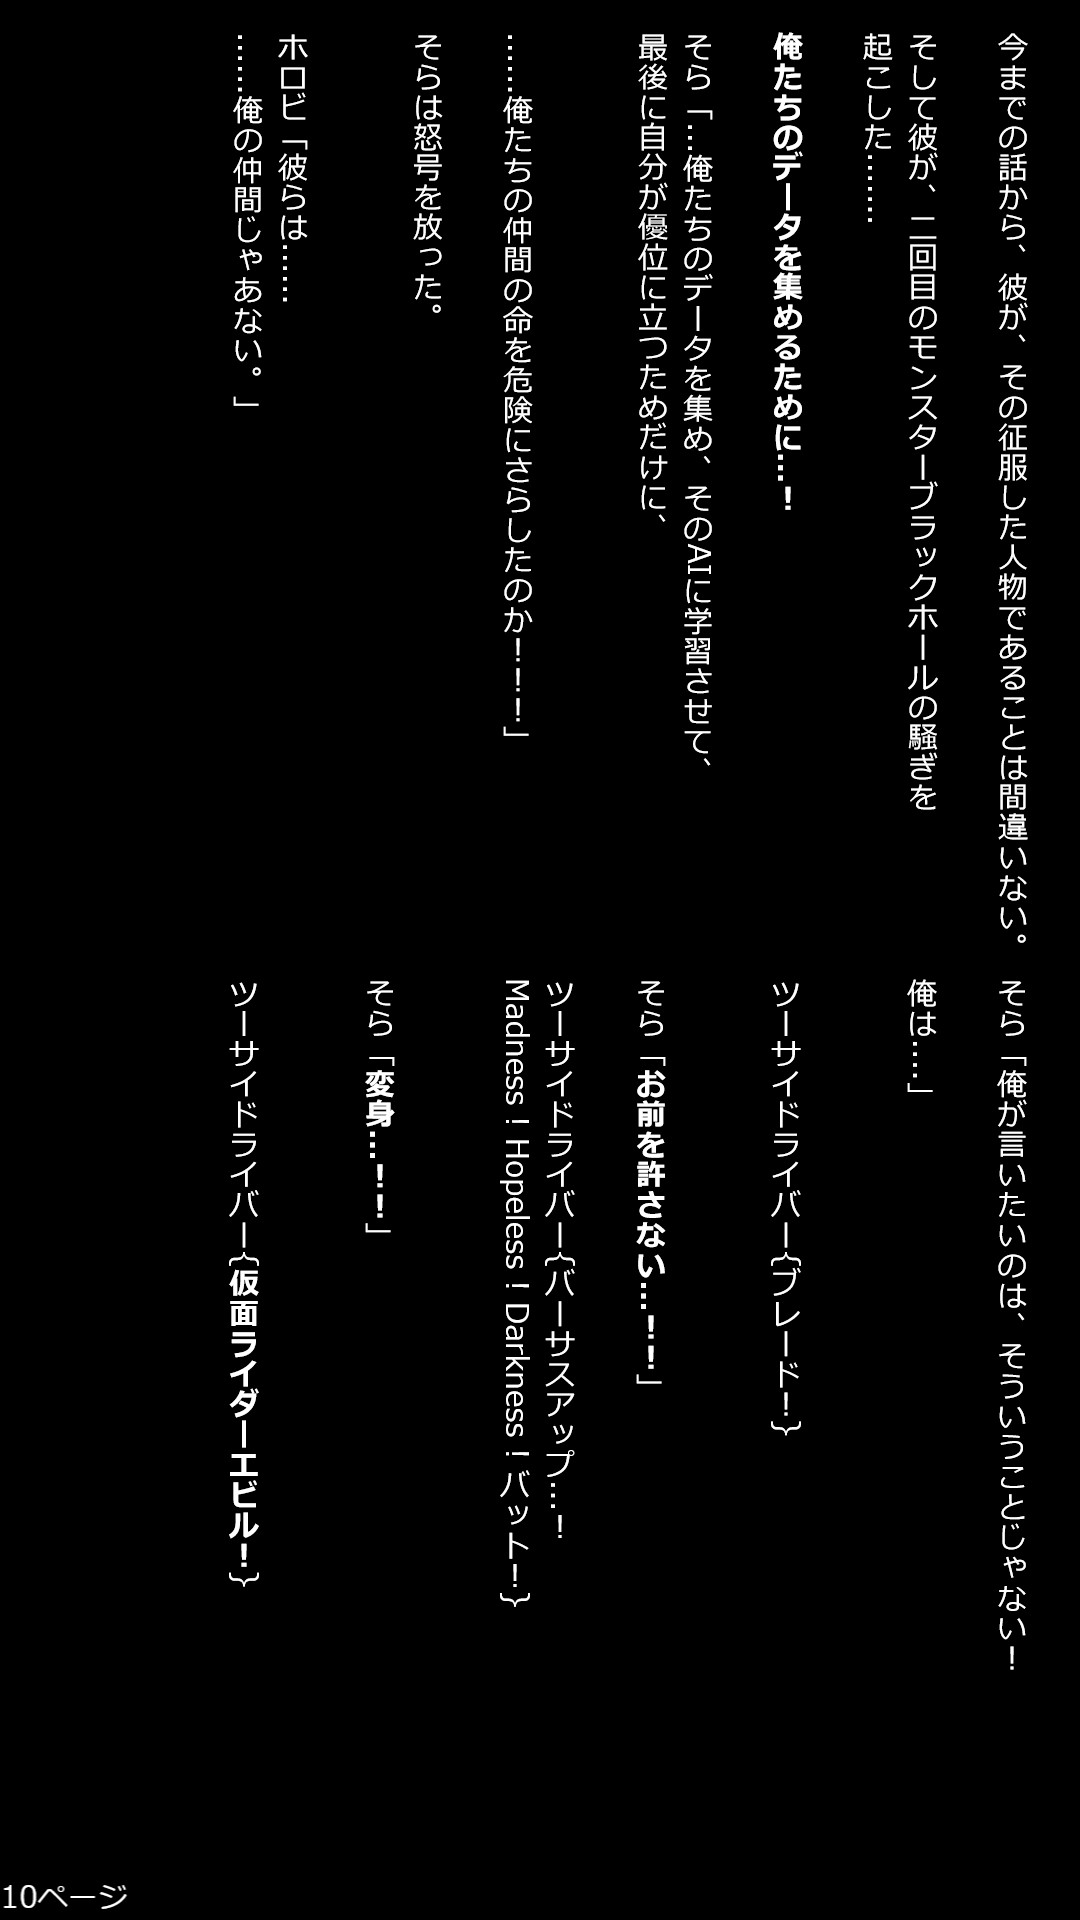 今までの話から、彼が、その征服した人物であることは間違いない。
そして彼が、二回目のモンスターブラックホールの騒ぎを
起こした……
俺たちのデータを集めるために…！
そら「…俺たちのデータを集め、そのAIに学習させて、
最後に自分が優位に立つためだけに、
……俺たちの仲間の命を危険にさらしたのか！！！」
そらは怒号を放った。
ホロビ「彼らは……
……俺の仲間じゃあない。」
そら「俺が言いたいのは、そういうことじゃない！
俺は….」
ツーサイドライバー{ブレード！}
そら「お前を許さない…！！」
ツーサイドライバー{バーサスアップ…！
Madness！Hopeless！Darkness！バット！}
そら「変身…！！」
ツーサイドライバー{仮面ライダーエビル！}
10ページ